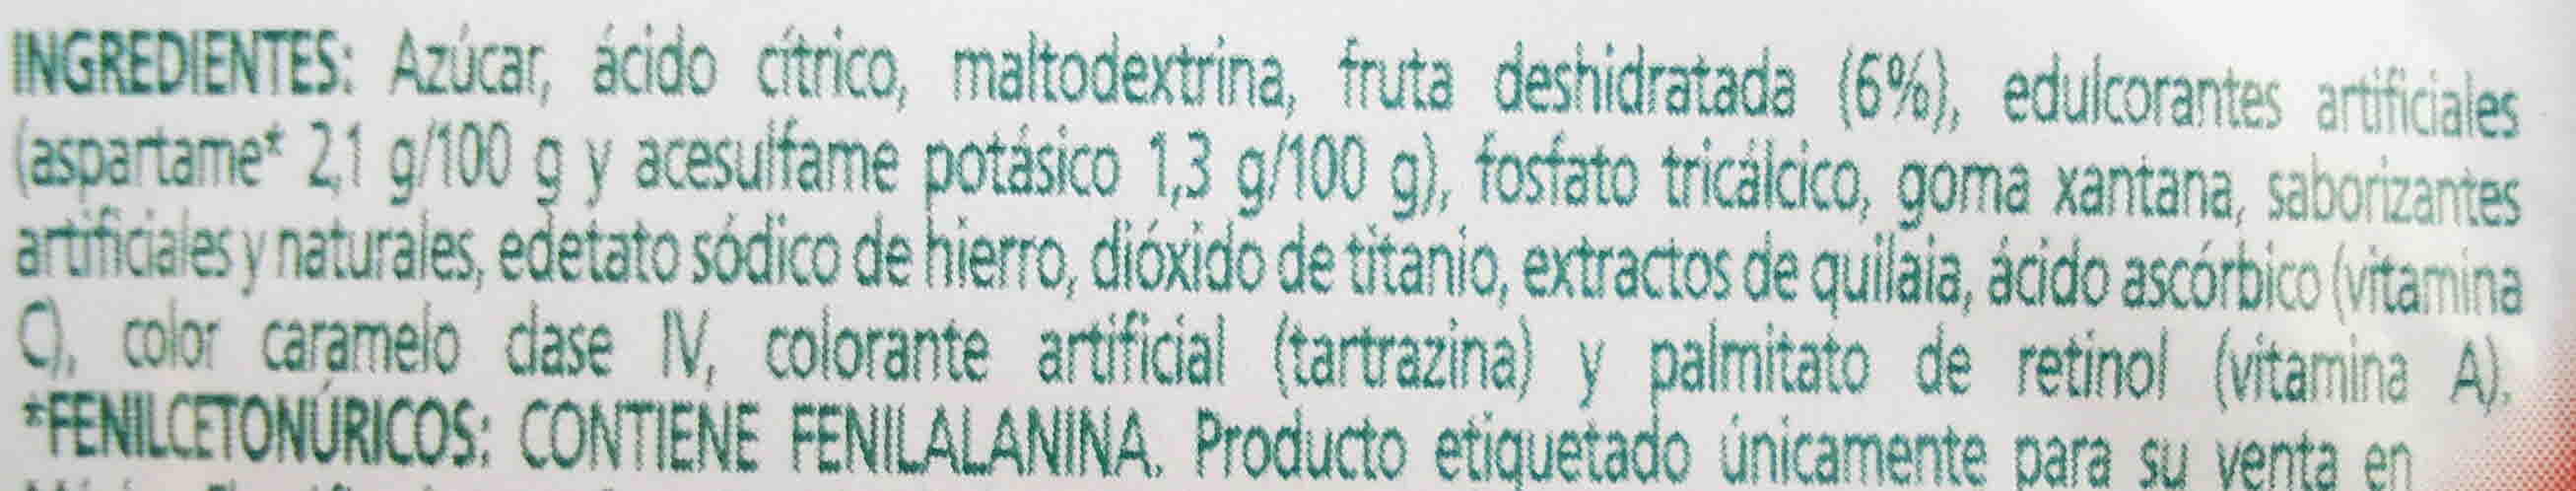 INGREDIENTES: Azúcar, ácido cítrico, maltodextrina, fruta deshidratada (6%), edulcorantes artificiales
(aspartame* 2,1 g/100 g y acesulfame potásico 1,3 g/100 g), fosfato tricálcico, goma xantana, saborizantes
artificiales y naturales, edetato sódico de hierro, dióxido de titanio, extractos de quilaia, ácido ascórbico (vitamina
C), color caramelo clase IV, colorante artificial (tartrazina) y palmitato de retinol (vitamina A).
*FENILCETONÚRICOS: CONTIENE FENILALANINA. Producto etiquetado únicamente para su venta en